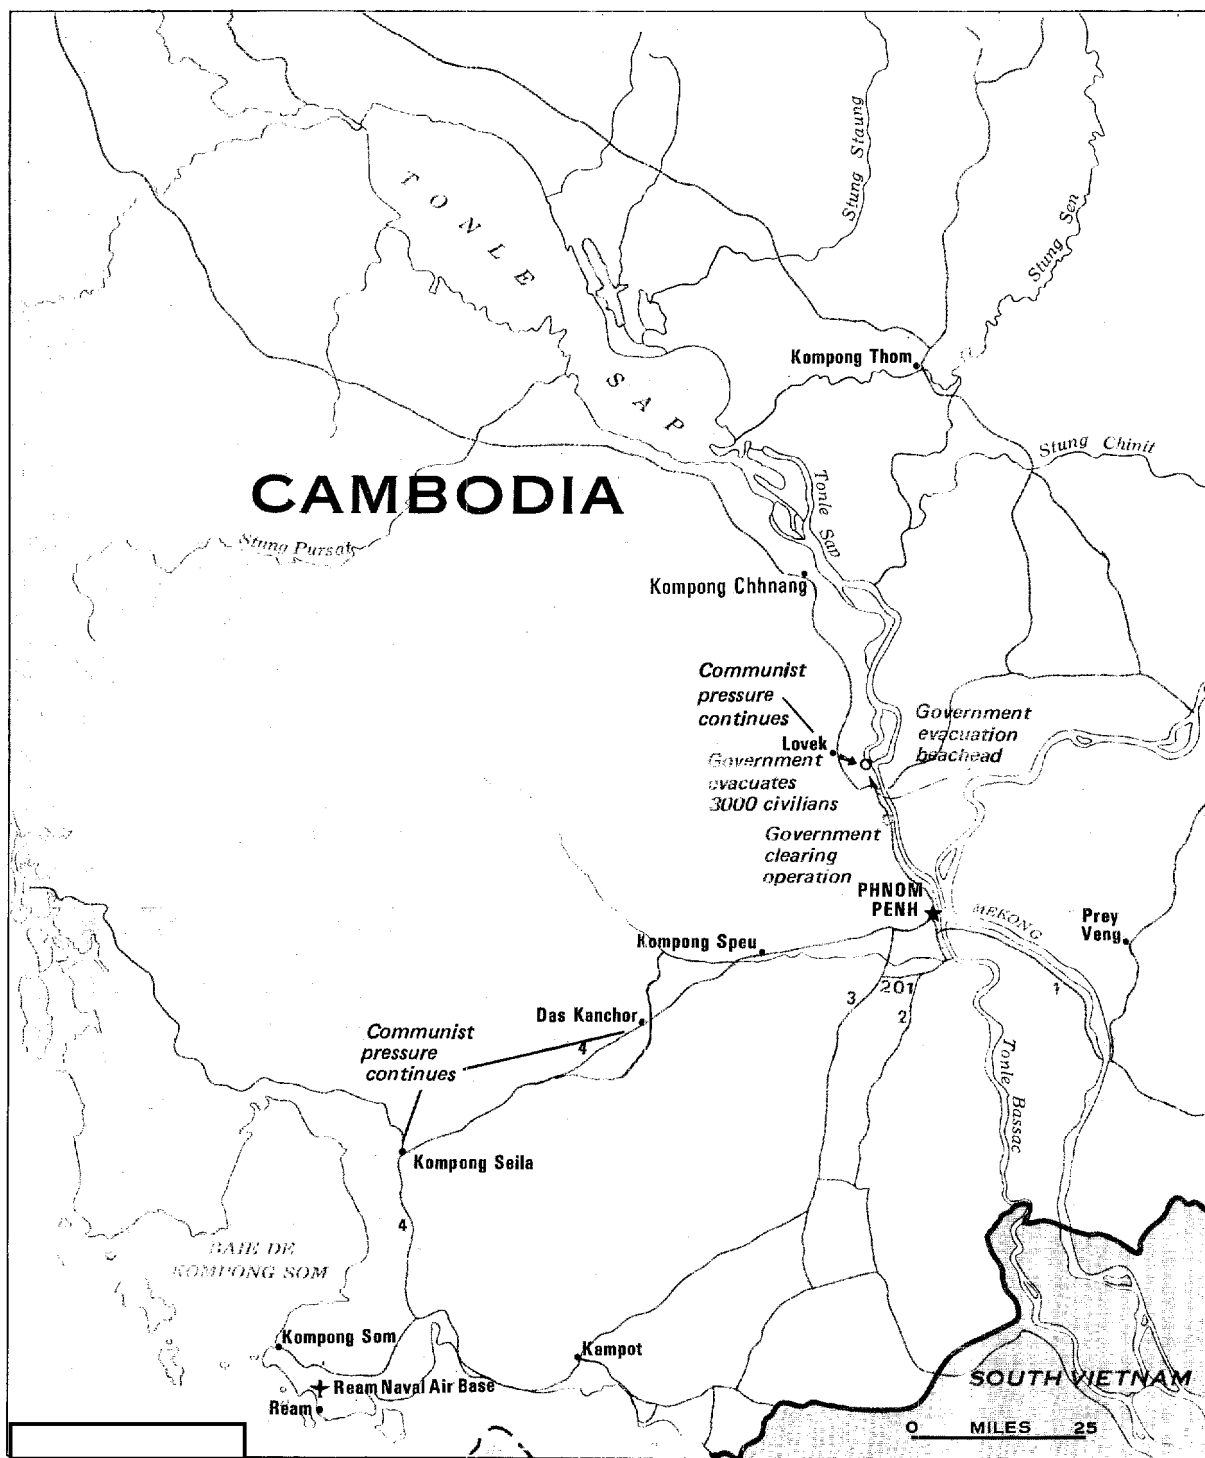 TONLE SAP
Stung Staung
Stung Sen
Kompong Thom
Stung Chinit
CAMBODIA
Tonle Sap
Stung Pursat
Kompong Chhnang
Communist
pressure
continues
Government
evacuation
beachead
Lovek
Government
evacuates
3000 civilians
Government
clearing
operation
PHNOM
PENH
MEKONG
Prey
Veng
Kompong Speu
201
3
2
1
Das Kanchor
4
Communist
pressure
continues
Tonle Bassac
Kompong Seila
4
BAIE DE
KOMPONG SOM
Kompong Som
Kampot
Ream Naval Air Base
Ream
SOUTH VIETNAM
0 MILES 25